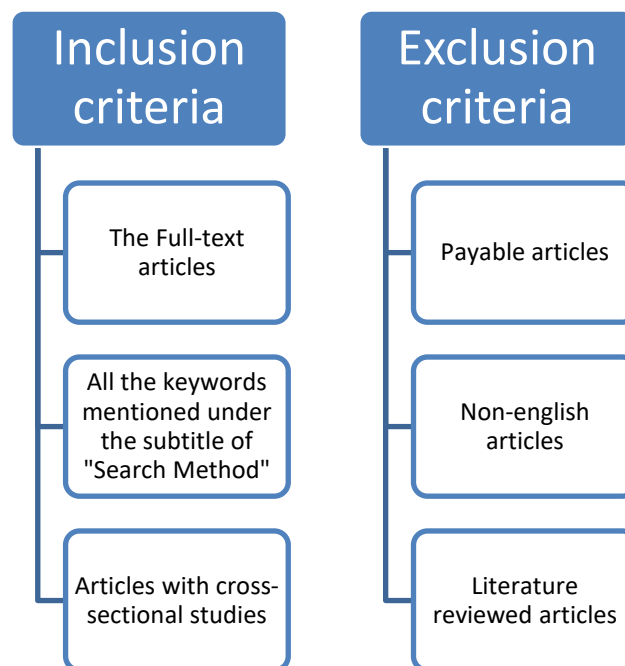 Inclusion
criteria
The Full-text
articles
All the keywords
mentioned under
the subtitle of
"Search Method"
Articles with cross-
sectional studies
Exclusion
criteria
Payable articles
Non-english
articles
Literature
reviewed articles